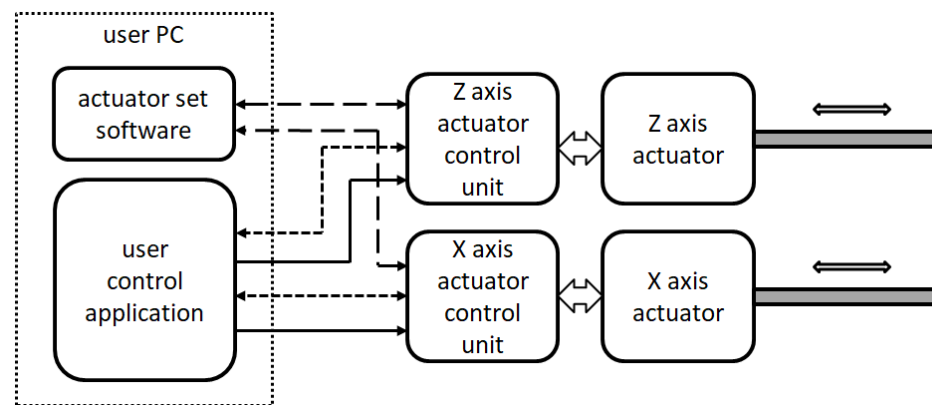 user PC
actuator set
software
user
control
application
Z axis
actuator
control
unit
Z axis
actuator
X axis
actuator
control
unit
X axis
actuator